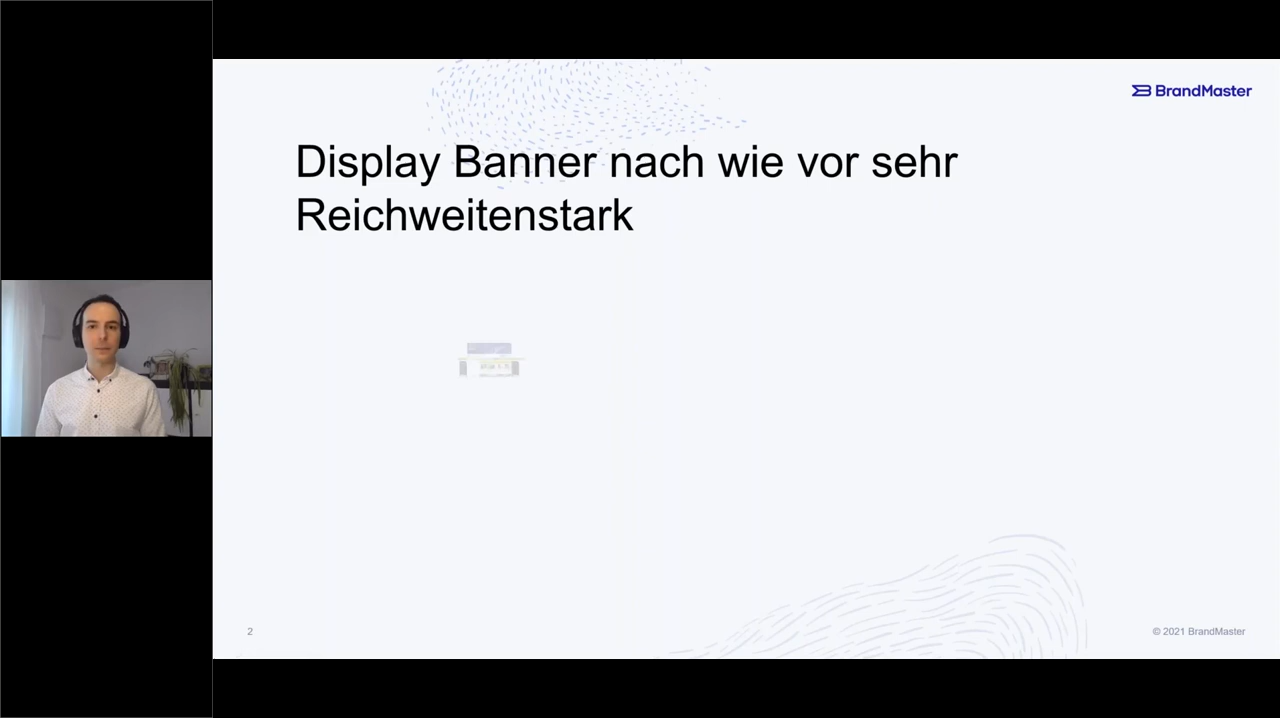 BrandMaster
Display Banner nach wie vor sehr
Reichweitenstark
2
© 2021 BrandMaster